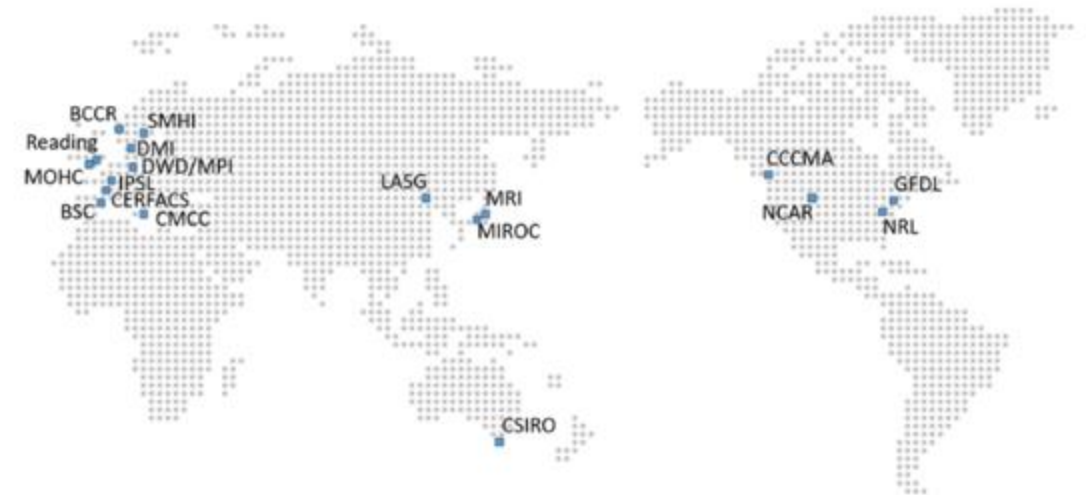 BCCR
SMHI
Reading
DMI
MOHC
DWD/MPI
IPSL
CERFACS
BSC
CMCC
LASG
MRI
MIROC
CSIRO
CCCMA
NCAR
GFDL
NRL